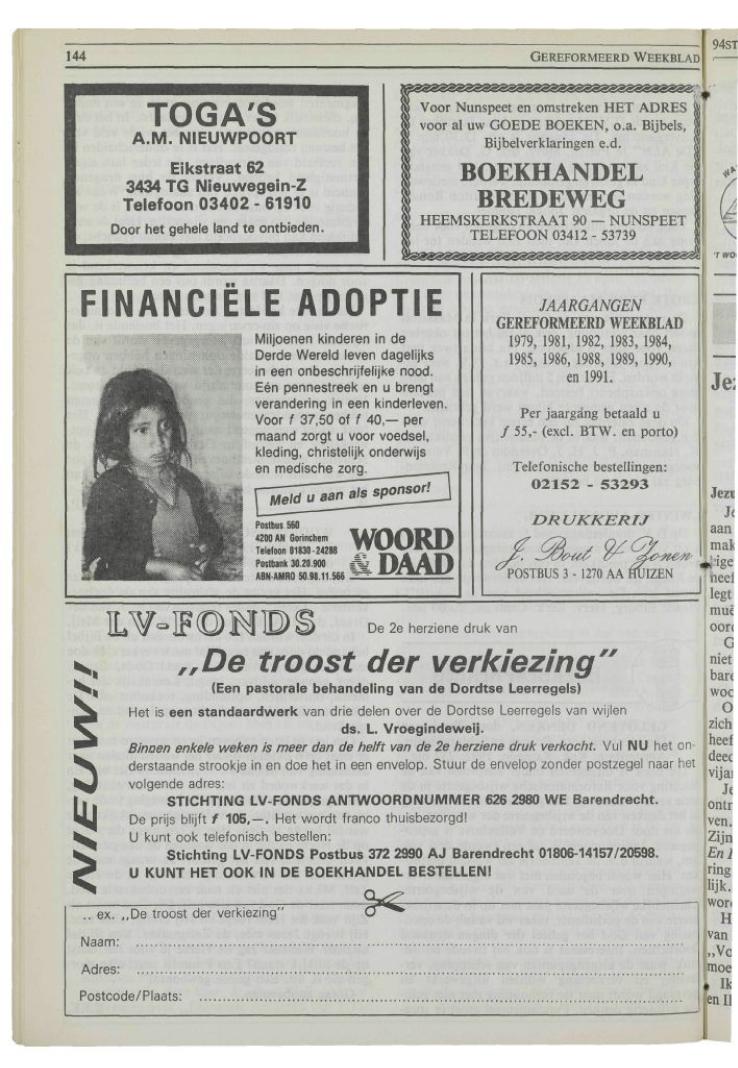 144
GEREFORMEERD WEEKBLAD
TOGA'S
A.M. NIEUWPOORT
Eikstraat 62
3434 TG Nieuwegein-Z
Telefoon 03402 - 61910
Door het gehele land te ontbieden.
Voor Nunspeet en omstreken HET ADRES
voor al uw GOEDE BOEKEN, o.a. Bijbels,
Bijbelverklaringen e.d.
BOEKHANDEL
BREDEWEG
HEEMSKERKSTRAAT 90 — NUNSPEET
TELEFOON 03412 - 53739
FINANCIËLE ADOPTIE
Miljoenen kinderen in de
Derde Wereld leven dagelijks
in een onbeschrijfelijke nood.
Eén pennestreek en u brengt
verandering in een kinderleven.
Voor f 37,50 of f 40,— per
maand zorgt u voor voedsel,
kleding, christelijk onderwijs
en medische zorg.
Meld u aan als sponsor!
Postbus 560
4200 AN Gorinchem
Telefoon 01830-24288
Postbank 30.20.900
ABN-AMRO 50.98.11.566
WOORD
& DAAD
JAARGANGEN
GEREFORMEERD WEEKBLAD
1979, 1981, 1982, 1983, 1984,
1985, 1986, 1988, 1989, 1990,
en 1991.
Per jaargang betaald u
f 55,- (excl. BTW. en porto)
Telefonische bestellingen:
02152 - 53293
DRUKKERIJ
J. Bout & Zonen
POSTBUS 3 - 1270 AA HUIZEN
NIEUW!!
LV-FONDS De 2e herziene druk van
,,De troost der verkiezing”
(Een pastorale behandeling van de Dordtse Leerregels)
Het is een standaardwerk van drie delen over de Dordtse Leerregels van wijlen
ds. L. Vroegindeweij.
Binnen enkele weken is meer dan de helft van de 2e herziene druk verkocht. Vul NU het on-
derstaande strookje in en doe het in een envelop. Stuur de envelop zonder postzegel naar het
volgende adres:
STICHTING LV-FONDS ANTWOORDNUMMER 626 2980 WE Barendrecht.
De prijs blijft f 105,—. Het wordt franco thuisbezorgd!
U kunt ook telefonisch bestellen:
Stichting LV-FONDS Postbus 372 2990 AJ Barendrecht 01806-14157/20598.
U KUNT HET OOK IN DE BOEKHANDEL BESTELLEN!
.. ex. ,,De troost der verkiezing”
Naam:
Adres:
Postcode/Plaats:
94ST